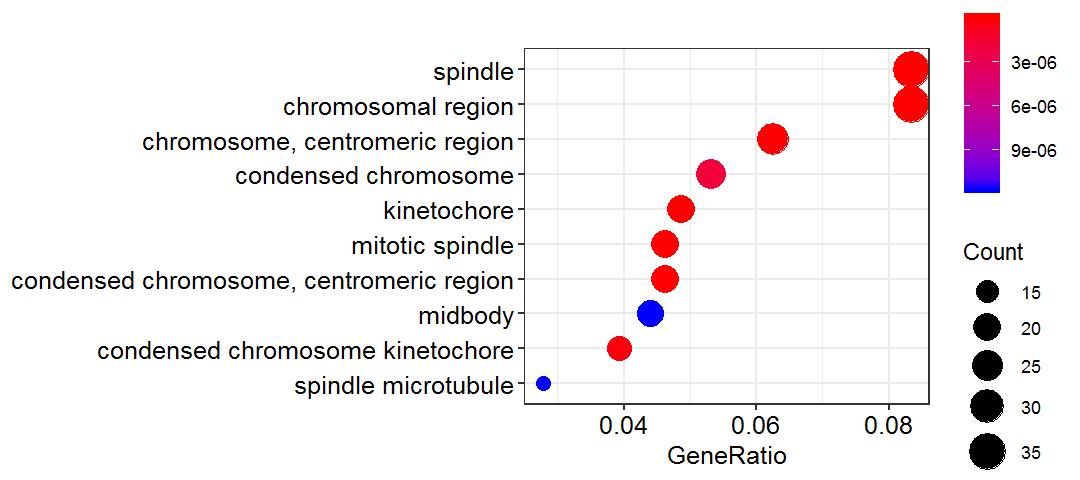 spindle
chromosomal region
chromosome, centromeric region
condensed chromosome
kinetochore
mitotic spindle
condensed chromosome, centromeric region
midbody
condensed chromosome kinetochore
spindle microtubule
0.04 0.06 0.08
GeneRatio
3e-06
6e-06
9e-06
Count
15
20
25
30
35